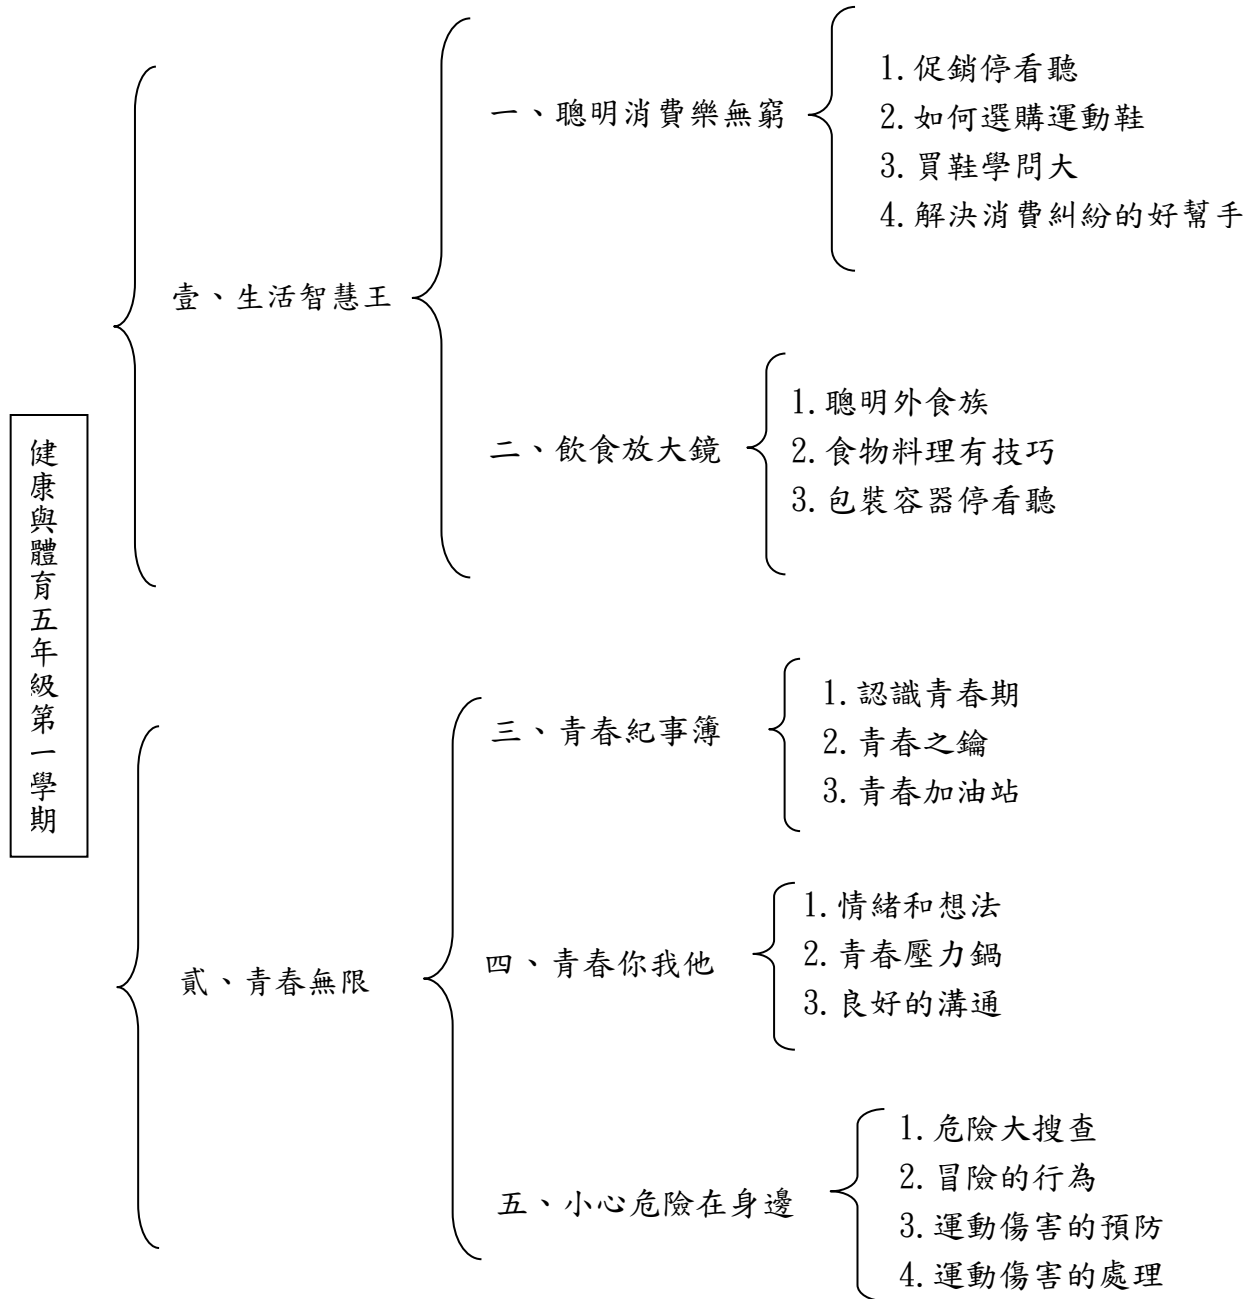 健康與體育五年級第一學期
壹、生活智慧王
一、聰明消費樂無窮
1.促銷停看聽
2.如何選購運動鞋
3.買鞋學問大
4.解決消費糾紛的好幫手
二、飲食放大鏡
1.聰明外食族
2.食物料理有技巧
3.包裝容器停看聽
貳、青春無限
三、青春紀事簿
1.認識青春期
2.青春之鑰
3.青春加油站
四、青春你我他
1.情緒和想法
2.青春壓力鍋
3.良好的溝通
五、小心危險在身邊
1.危險大搜查
2.冒險的行為
3.運動傷害的預防
4.運動傷害的處理